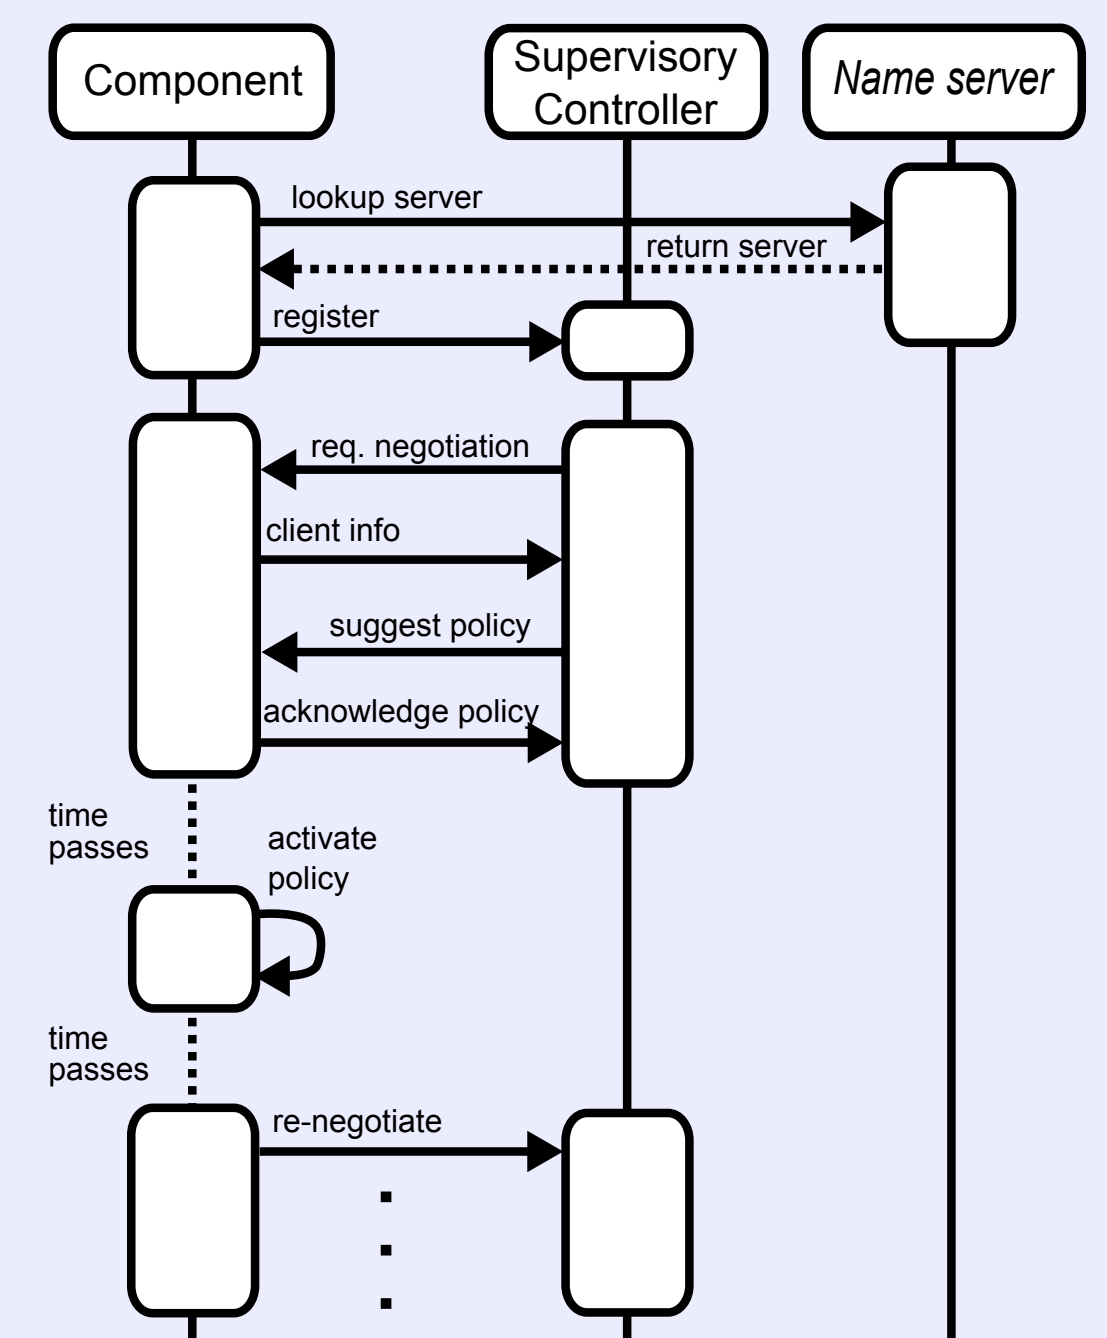 Component
Supervisory
Controller
Name server
lookup server
return server
register
req. negotiation
client info
suggest policy
acknowledge policy
time
passes
activate
policy
time
passes
re-negotiate